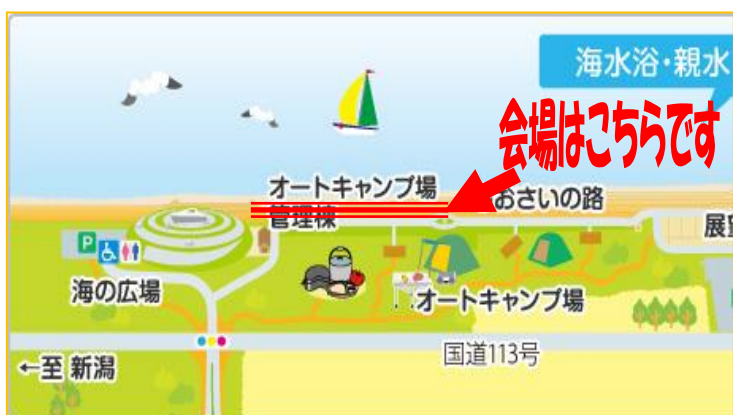 海水浴・親水
会場はこちらです
オートキャンプ場
管理棟
おさいの路
展望
P
海の広場
オートキャンプ場
国道113号
←至 新潟